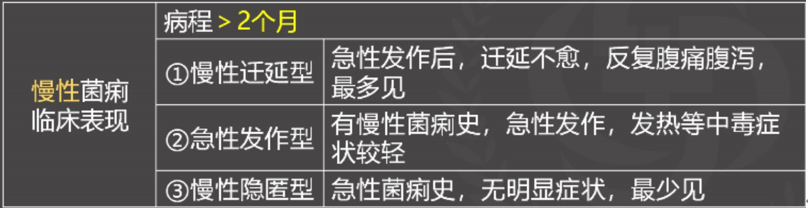 慢性菌痢
临床表现
病程＞2个月
①慢性迁延型
急性发作后，迁延不愈，反复腹痛腹泻，
最多见
②急性发作型
有慢性菌痢史，急性发作，发热等中毒症
状较轻
③慢性隐匿型
急性菌痢史，无明显症状，最少见